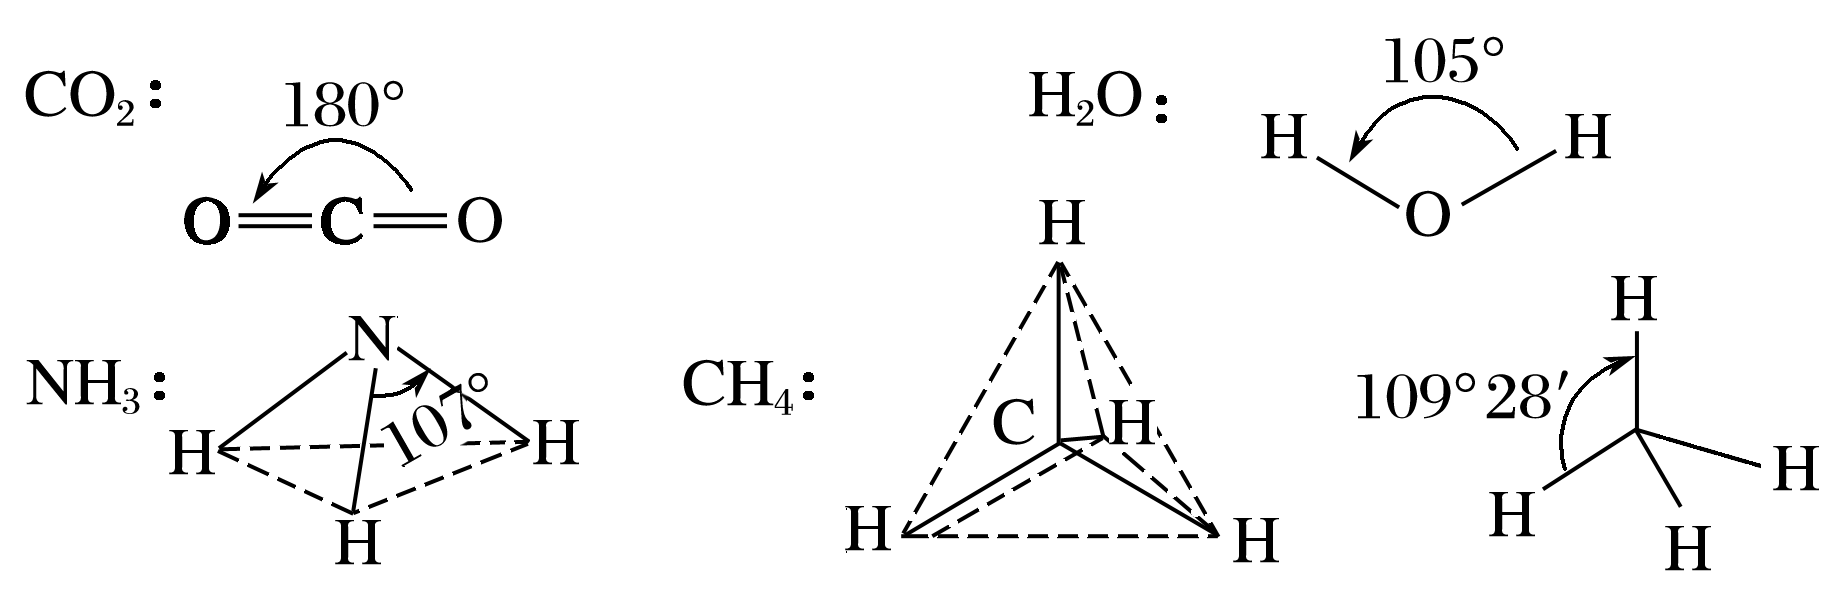 CO₂:
180°
O=C=O
H₂O:
105°
H
H
O
NH₃:
N
107°
H
H
H
CH₄:
H
C
H
H
H
H
109°28′
H
H
H